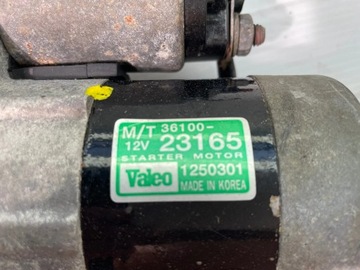 M/T 36100-
12V 23165
STARTER MOTOR
Valeo 1250301
MADE IN KOREA